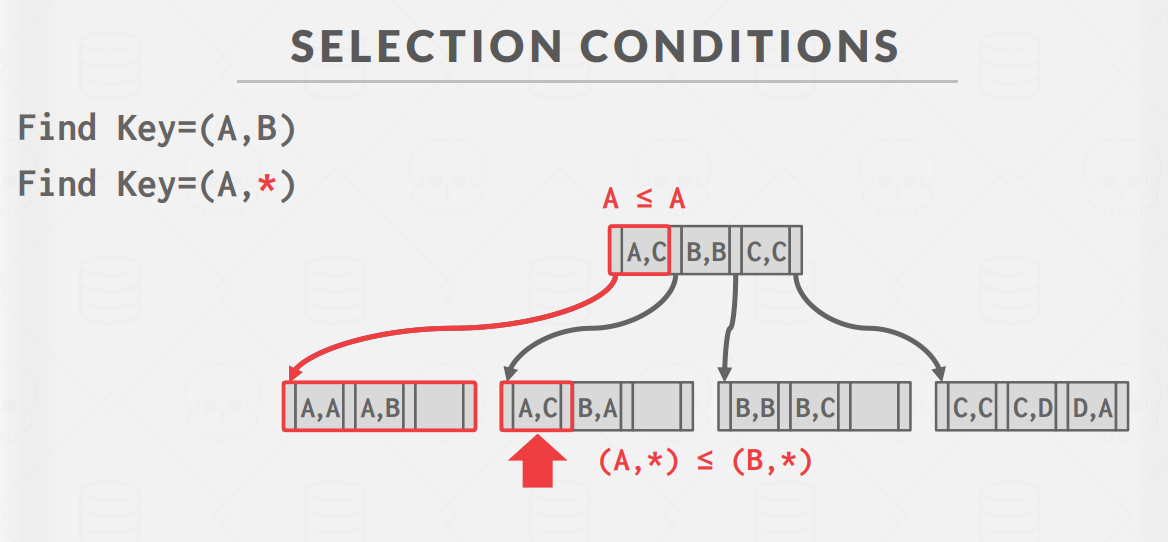 SELECTION CONDITIONS
Find Key=(A,B)
Find Key=(A,*)
A ≤ A
A,C B,B C,C
A,A A,B A,C B,A B,B B,C C,C C,D D,A
(A,*) ≤ (B,*)